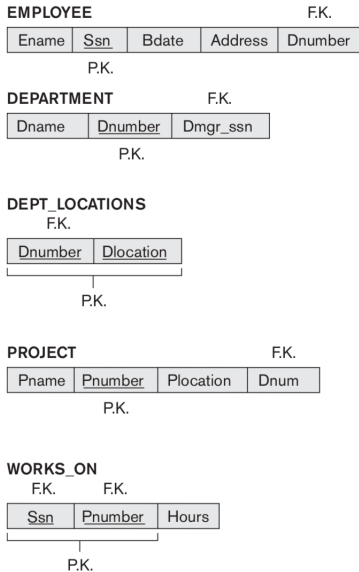 EMPLOYEE F.K.
Ename Ssn Bdate Address Dnumber
P.K.
DEPARTMENT F.K.
Dname Dnumber Dmgr_ssn
P.K.
DEPT_LOCATIONS
F.K.
Dnumber Dlocation
P.K.
PROJECT F.K.
Pname Pnumber Plocation Dnum
P.K.
WORKS_ON
F.K. F.K.
Ssn Pnumber Hours
P.K.